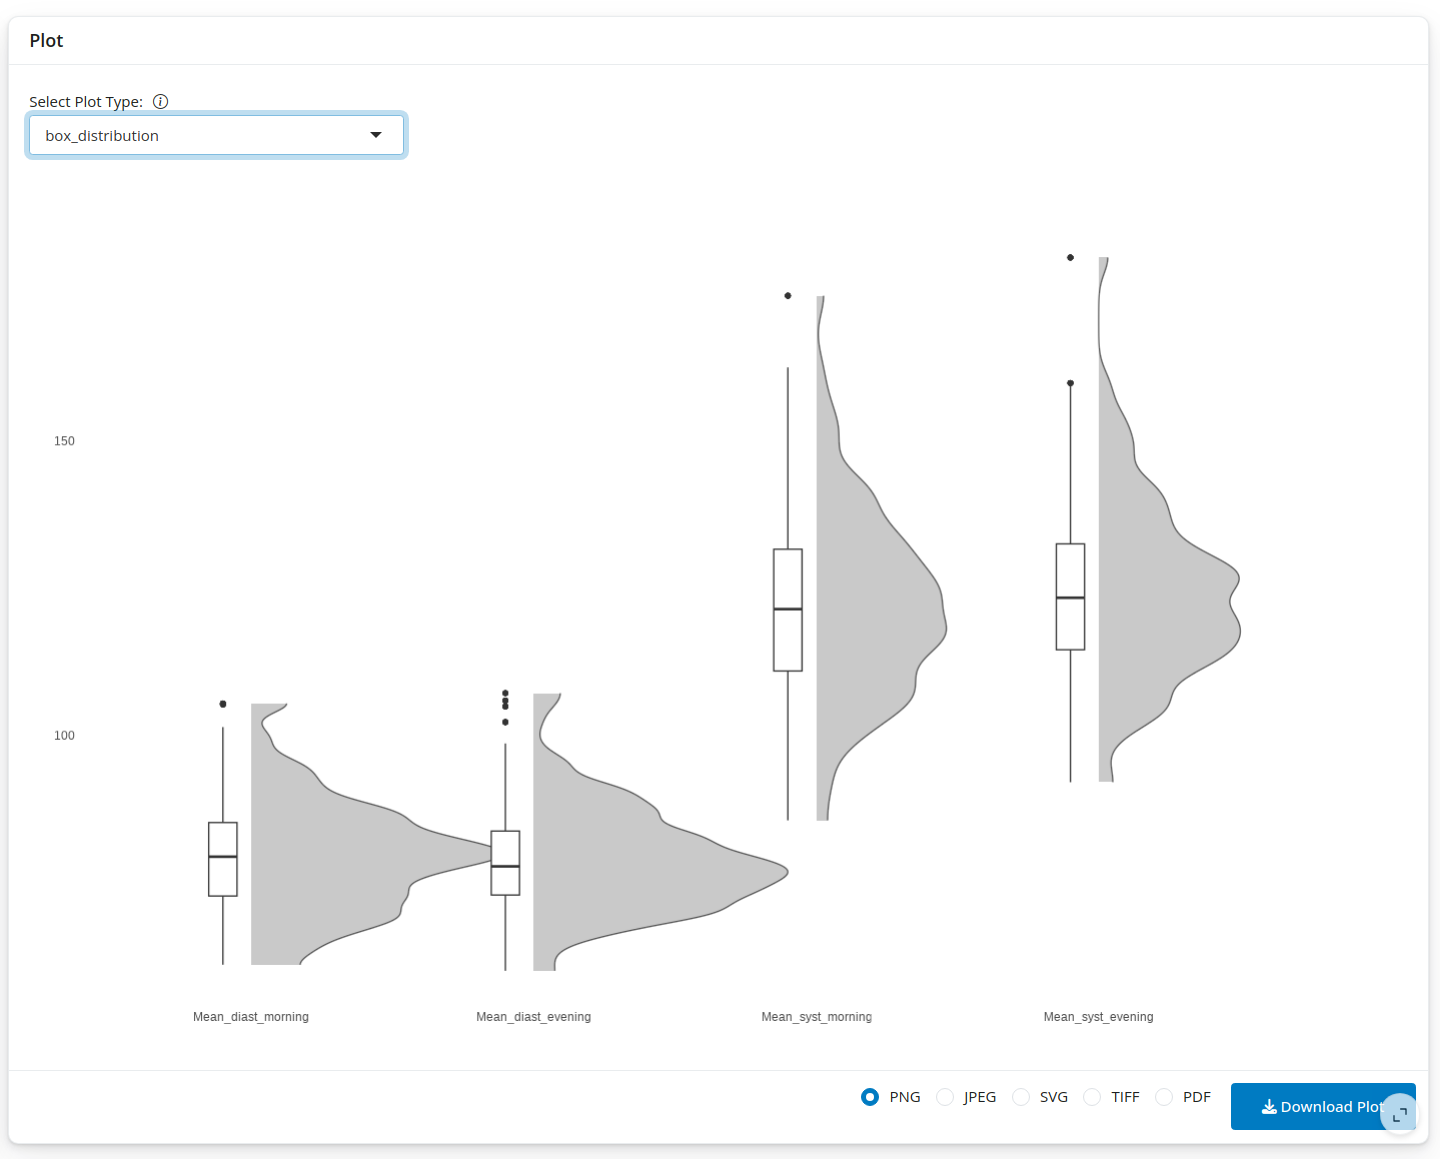 Plot
Select Plot Type:
box_distribution
150
100
Mean_diast_morning Mean_diast_evening Mean_syst_morning Mean_syst_evening
PNG JPEG SVG TIFF PDF Download Plot